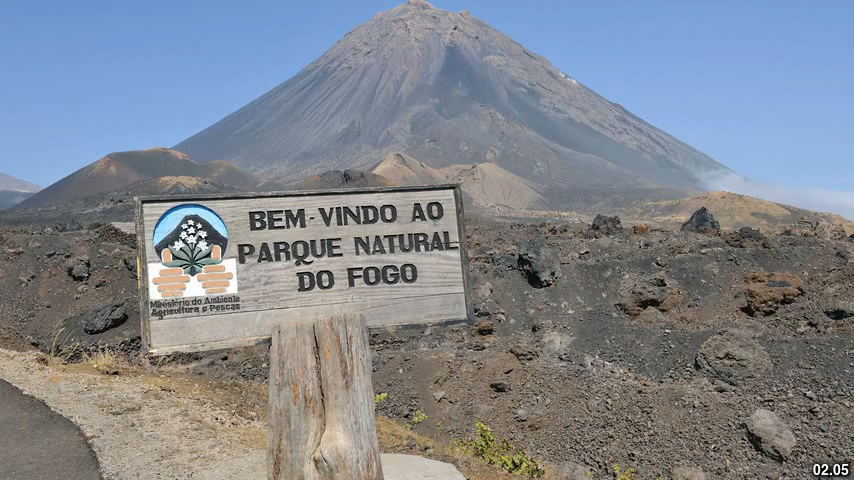 BEM-VINDO AO
PARQUE NATURAL
DO FOGO
Ministério do Ambiente
Agricultura e Pescas
02.05